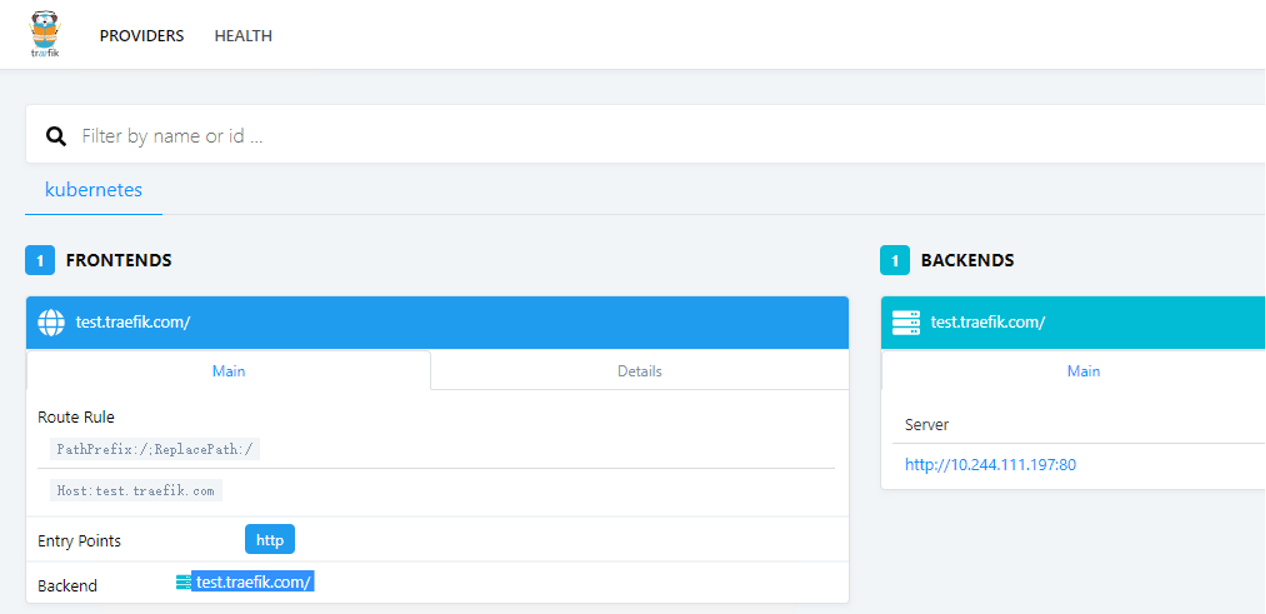 træfik
PROVIDERS HEALTH
Filter by name or id ...
kubernetes
1 FRONTENDS
test.traefik.com/
Main Details
Route Rule
PathPrefix:/;ReplacePath:/
Host:test.traefik.com
Entry Points http
Backend test.traefik.com/
1 BACKENDS
test.traefik.com/
Main
Server
http://10.244.111.197:80